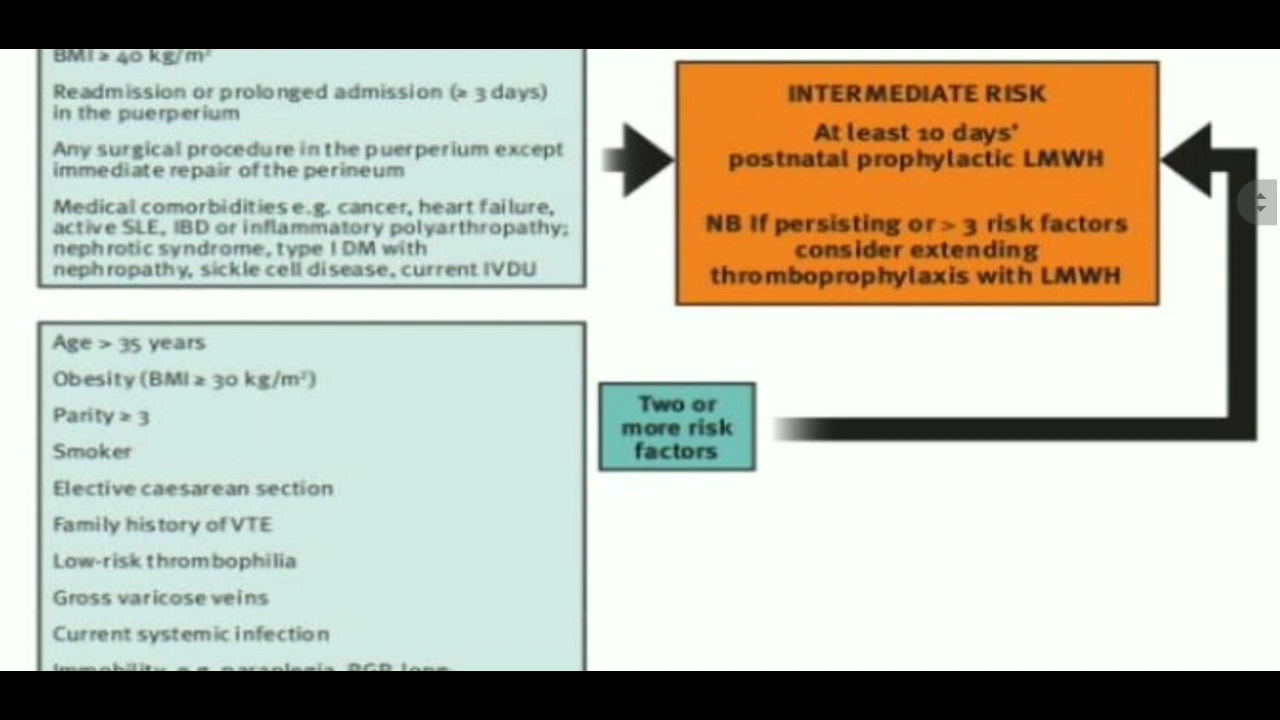 BMI ≥ 40 kg/m²
Readmission or prolonged admission (≥ 3 days)
in the puerperium
Any surgical procedure in the puerperium except
immediate repair of the perineum
Medical comorbidities e.g. cancer, heart failure,
active SLE, IBD or inflammatory polyarthropathy;
nephrotic syndrome, type I DM with
nephropathy, sickle cell disease, current IVDU
INTERMEDIATE RISK
At least 10 days*
postnatal prophylactic LMWH
NB If persisting or > 3 risk factors
consider extending
thromboprophylaxis with LMWH
Age > 35 years
Obesity (BMI ≥ 30 kg/m²)
Parity ≥ 3
Smoker
Elective caesarean section
Family history of VTE
Low-risk thrombophilia
Gross varicose veins
Current systemic infection
Immobility, e.g. paraplegia, PGP, long-
Two or
more risk
factors